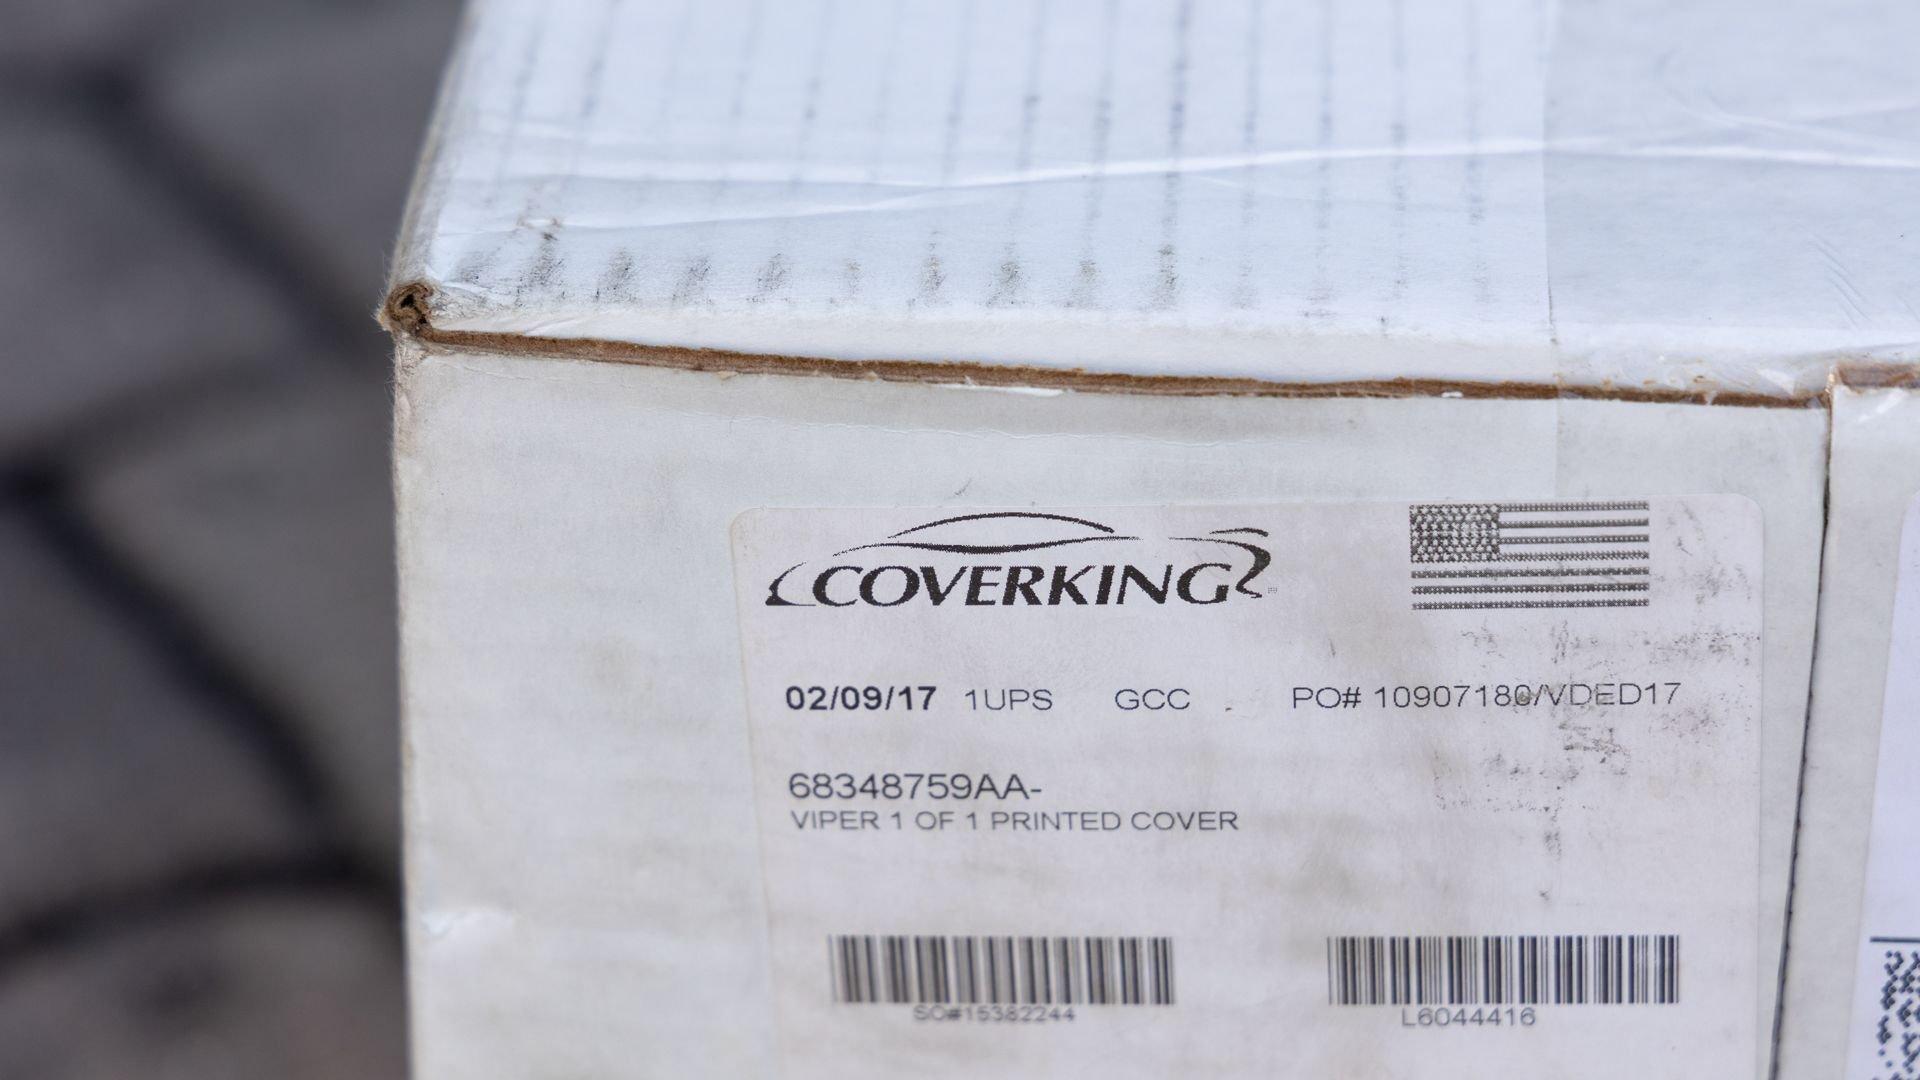 COVERKING
02/09/17 1UPS GCC PO# 10907180/VDED17
68348759AA-
VIPER 1 OF 1 PRINTED COVER
SO#15382244 L6044416